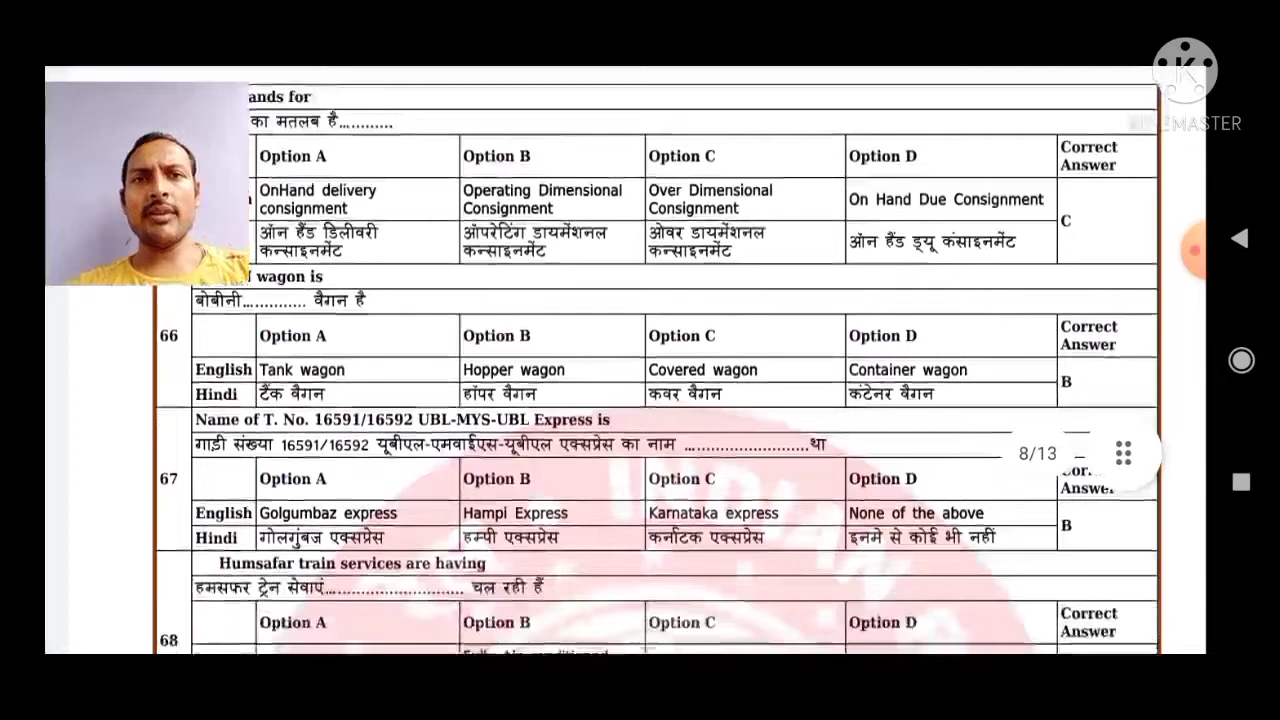 ands for
का मतलब है...........
Option A Option B Option C Option D Correct Answer
OnHand delivery consignment Operating Dimensional Consignment Over Dimensional Consignment On Hand Due Consignment C
ऑन हैंड डिलीवरी कन्साइनमेंट ऑपरेटिंग डायमेंशनल कन्साइनमेंट ओवर डायमेंशनल कन्साइनमेंट ऑन हैंड ड्यू कंसाइनमेंट
wagon is
बोबीनी............ वैगन है
66 Option A Option B Option C Option D Correct Answer
English Tank wagon Hopper wagon Covered wagon Container wagon B
Hindi टैंक वैगन हॉपर वैगन कवर वैगन कंटेनर वैगन
Name of T. No. 16591/16592 UBL-MYS-UBL Express is
गाड़ी संख्या 16591/16592 यूबीएल-एमवाईएस-यूबीएल एक्सप्रेस का नाम ............................था
8/13
67 Option A Option B Option C Option D
English Golgumbaz express Hampi Express Karnataka express None of the above B
Hindi गोलगुंबज एक्सप्रेस हम्पी एक्सप्रेस कर्नाटक एक्सप्रेस इनमे से कोई भी नहीं
Humsafar train services are having
हमसफर ट्रेन सेवाएं............................ चल रही हैं
68 Option A Option B Option C Option D Correct Answer